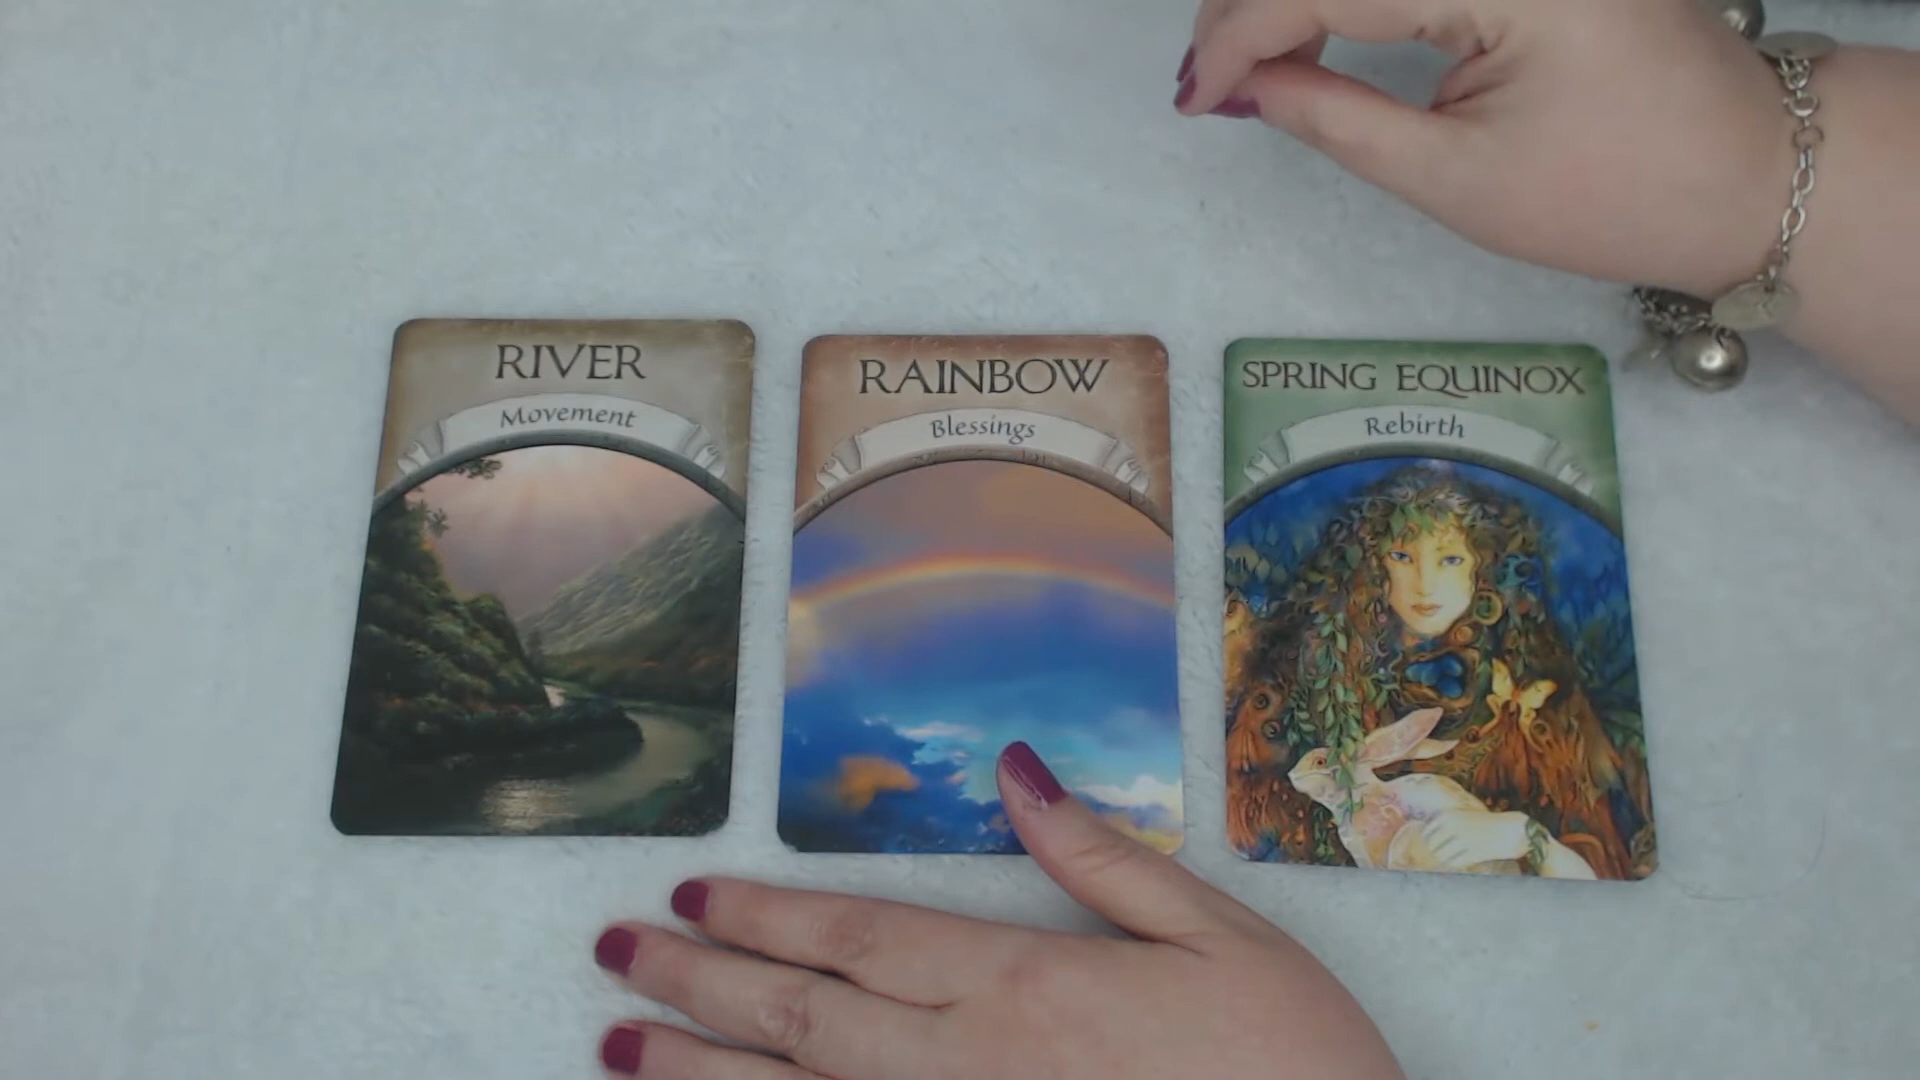 RIVER
Movement
RAINBOW
Blessings
SPRING EQUINOX
Rebirth